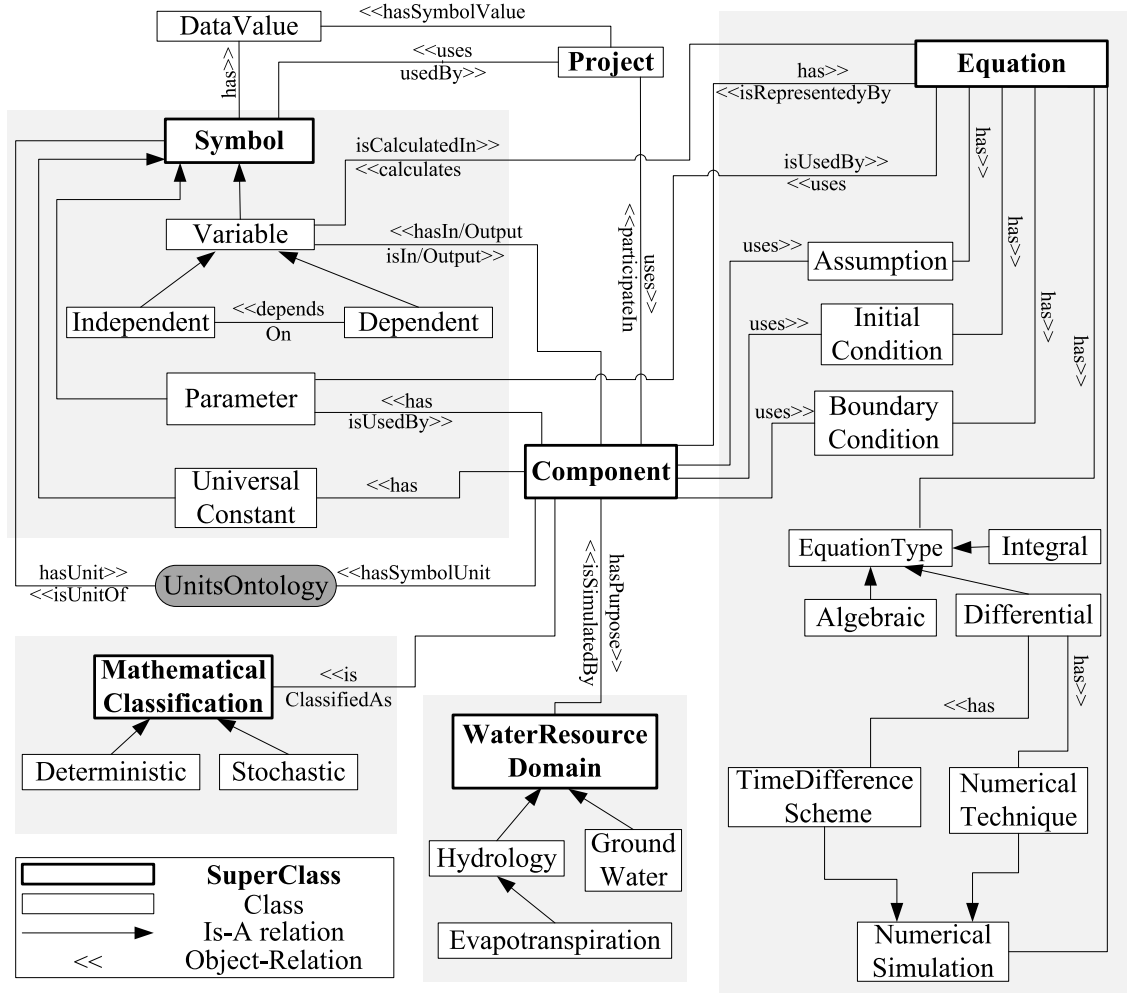 <<hasSymbolValue
DataValue
<<uses
usedBy>>
Project
has>>
has>>
<<isRepresentedyBy
Equation
Symbol
isCalculatedIn>>
<<calculates
isUsedBy>>
<<uses
has>>
Variable
<<hasIn/Output
isIn/Output>>
<<participateIn
uses>>
uses>>
Assumption
has>>
Independent
<<depends
On
Dependent
uses>>
Initial
Condition
has>>
has>>
Parameter
<<has
isUsedBy>>
uses>>
Boundary
Condition
Component
Universal
Constant
<<has
EquationType
Integral
hasUnit>>
<<isUnitOf
UnitsOntology
<<hasSymbolUnit
<<isSimulatedBy
hasPurpose>>
Algebraic
Differential
Mathematical
Classification
<<is
ClassifiedAs
<<has
has>>
Deterministic
Stochastic
WaterResource
Domain
TimeDifference
Scheme
Numerical
Technique
Hydrology
Ground
Water
Evapotranspiration
Numerical
Simulation
SuperClass
Class
Is-A relation
<<
Object-Relation